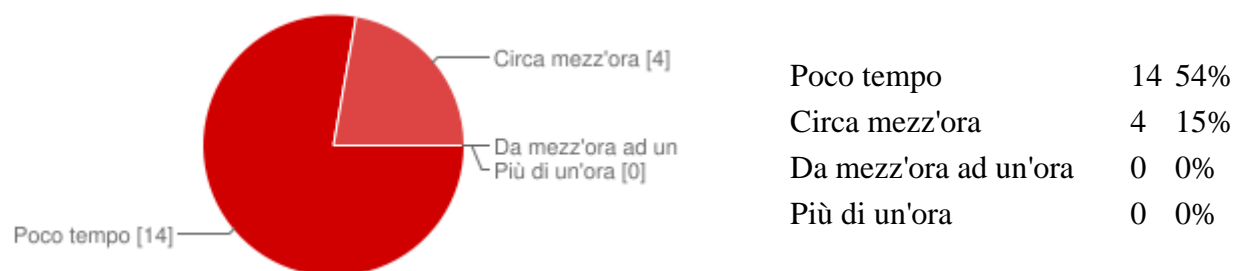 Circa mezz'ora [4]
Da mezz'ora ad un
Più di un'ora [0]
Poco tempo [14]
Poco tempo 14 54%
Circa mezz'ora 4 15%
Da mezz'ora ad un'ora 0 0%
Più di un'ora 0 0%